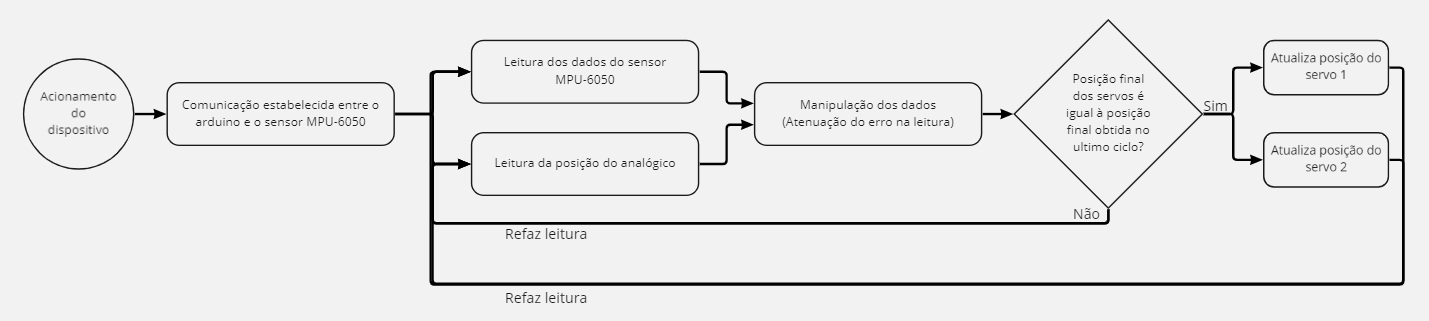 Acionamento
do
dispositivo
Comunicação estabelecida entre o
arduino e o sensor MPU-6050
Leitura dos dados do sensor
MPU-6050
Leitura da posição do analógico
Manipulação dos dados
(Atenuação do erro na leitura)
Posição final
dos servos é
igual à posição
final obtida no
ultimo ciclo?
Sim
Atualiza posição do
servo 1
Atualiza posição do
servo 2
Não
Refaz leitura
Refaz leitura